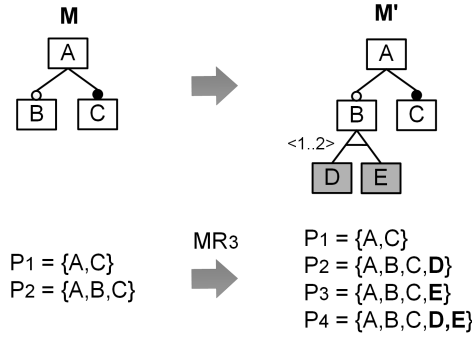 M
A
B
C
M'
A
B
C
<1..2>
D
E
MR3
P1 = {A,C}
P2 = {A,B,C}
P1 = {A,C}
P2 = {A,B,C,D}
P3 = {A,B,C,E}
P4 = {A,B,C,D,E}